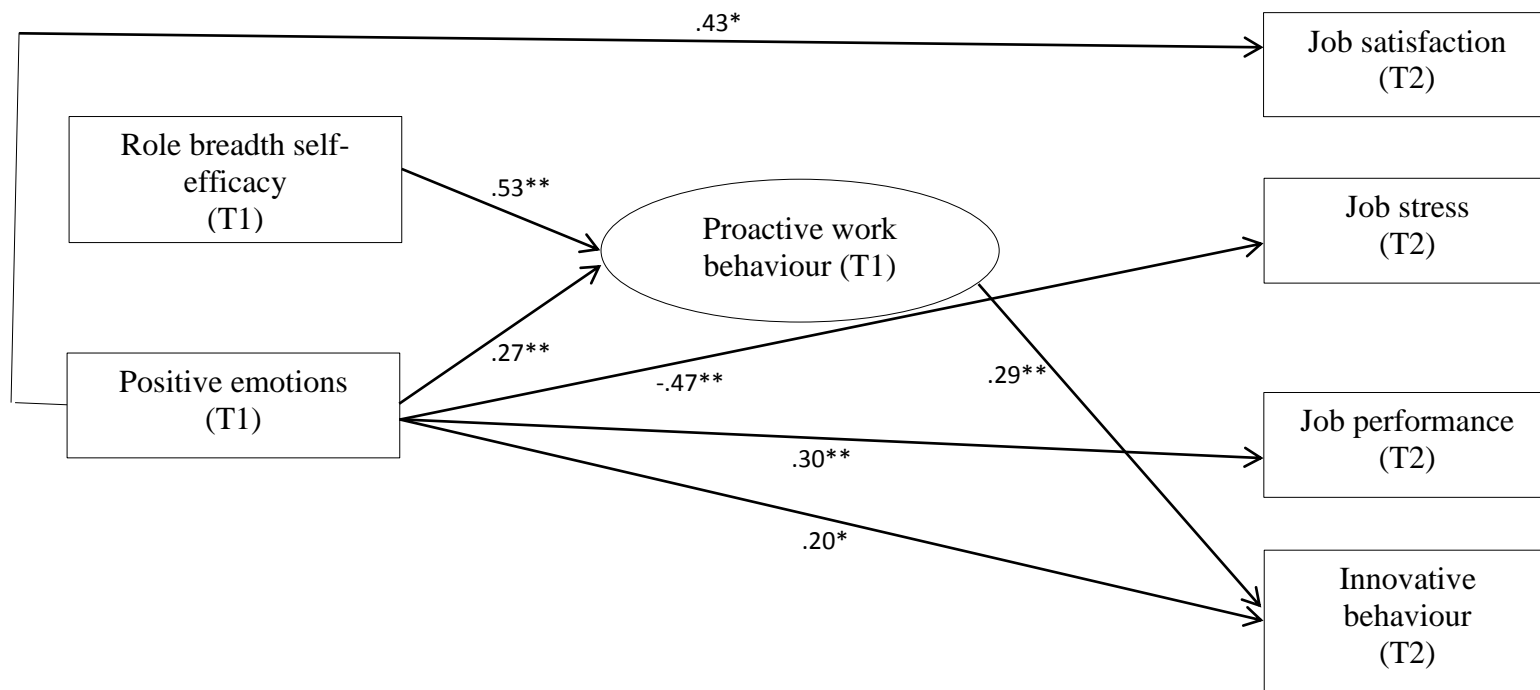 .43*
Job satisfaction
(T2)
Role breadth self-
efficacy
(T1)
.53**
Proactive work
behaviour (T1)
Job stress
(T2)
Positive emotions
(T1)
.27**
-.47**
.29**
Job performance
(T2)
.30**
.20*
Innovative
behaviour
(T2)